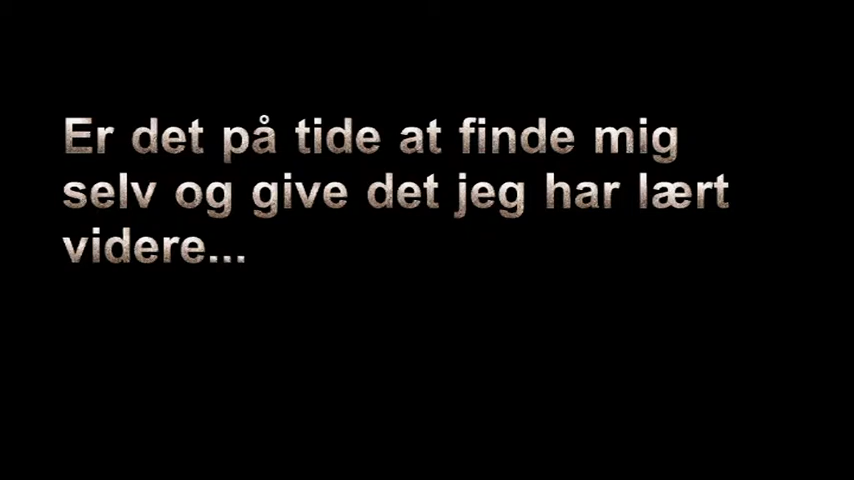 Er det på tide at finde mig
selv og give det jeg har lært
videre...